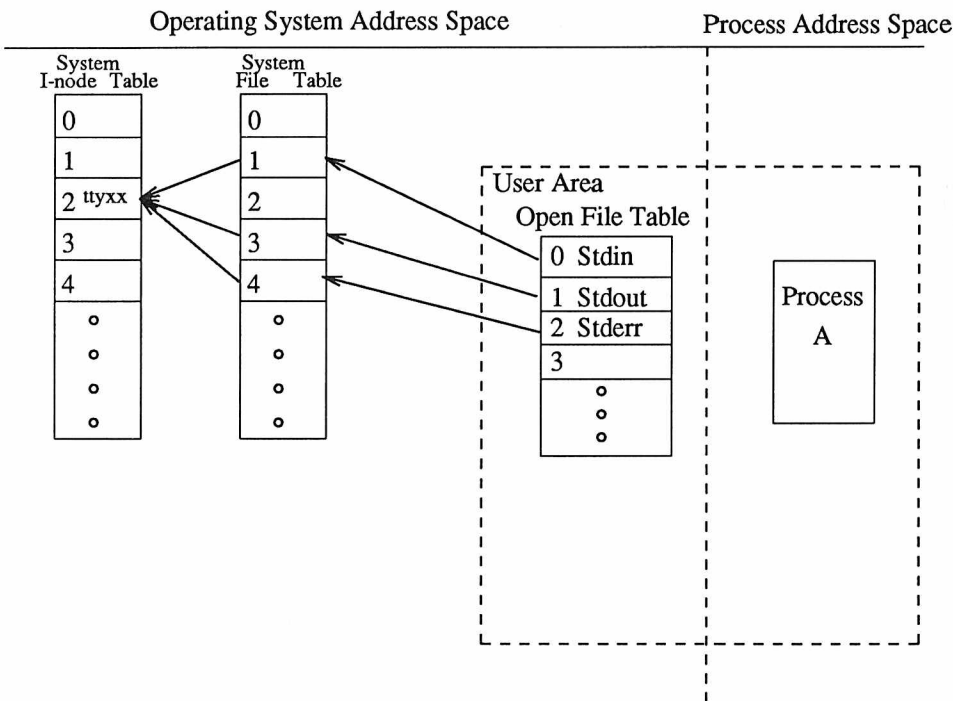 Operating System Address Space
Process Address Space
System
I-node Table
System
File Table
0
1
2 ttyxx
3
4
0
1
2
3
4
User Area
Open File Table
0 Stdin
1 Stdout
2 Stderr
3
Process
A